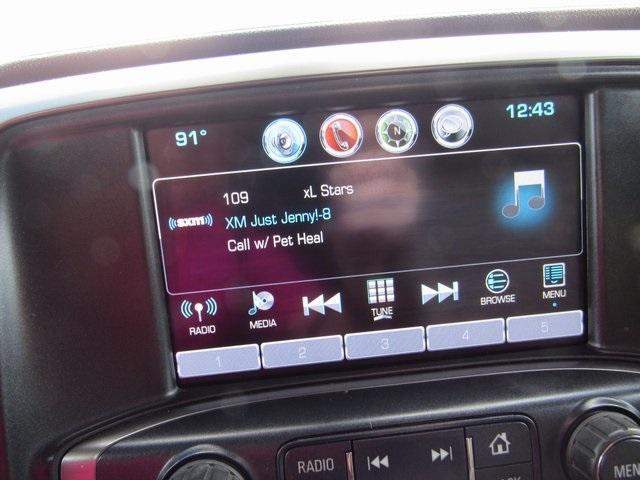 91°
N
12:43
109 xL Stars
((sxm))
XM Just Jenny!-8
Call w/ Pet Heal
RADIO
MEDIA
TUNE
BROWSE
MENU
1 2 3 4 5
RADIO
MEN